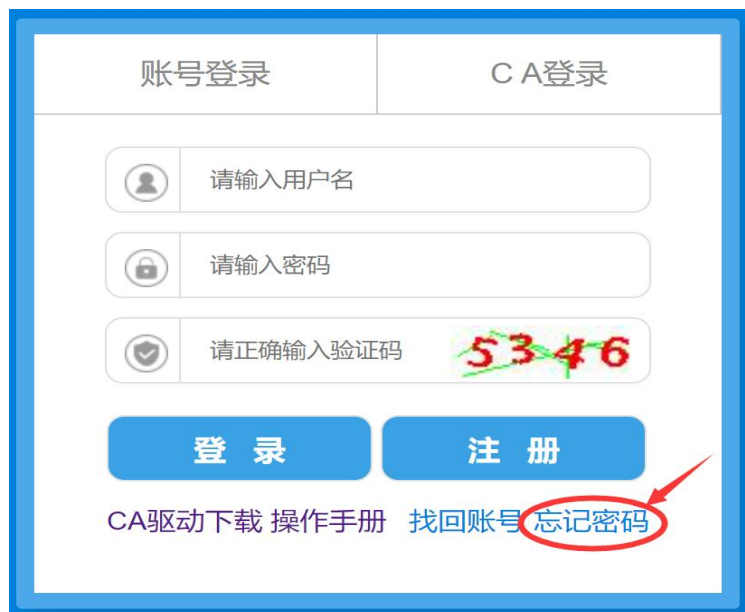 账号登录 CA登录
请输入用户名
请输入密码
请正确输入验证码 5346
登 录 注 册
CA驱动下载 操作手册 找回账号 忘记密码